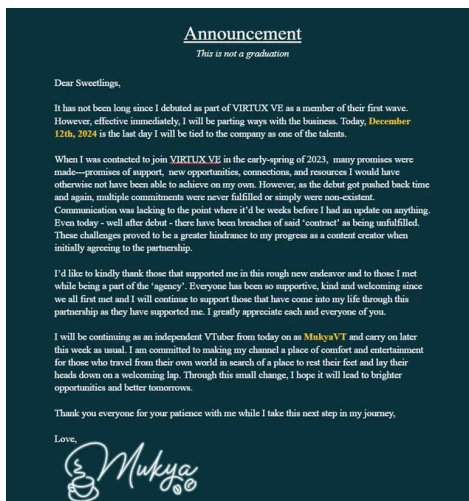 Announcement
This is not a graduation
Dear Sweetlings,
It has not been long since I debuted as part of VIRTUX VE as a member of their first wave.
However, effective immediately, I will be parting ways with the business. Today, December
12th, 2024 is the last day I will be tied to the company as one of the talents.
When I was contacted to join VIRTUX VE in the early-spring of 2023, many promises were
made—promises of support, new opportunities, connections, and resources I would have
otherwise not have been able to achieve on my own. However, as the debut got pushed back time
and again, multiple commitments were never fulfilled or simply were non-existent.
Communication was lacking to the point where it'd be weeks before I had an update on anything.
Even today - well after debut - there have been breaches of said 'contract' as being unfulfilled.
These challenges proved to be a greater hindrance to my progress as a content creator when
initially agreeing to the partnership.
I'd like to kindly thank those that supported me in this rough new endeavor and to those I met
while being a part of the 'agency'. Everyone has been so supportive, kind and welcoming since
we all first met and I will continue to support those that have come into my life through this
partnership as they have supported me. I greatly appreciate each and everyone of you.
I will be continuing as an independent VTuber from today on as MukyaVT and carry on later
this week as usual. I am committed to making my channel a place of comfort and entertainment
for those who travel from their own world in search of a place to rest their feet and lay their
heads down on a welcoming lap. Through this small change, I hope it will lead to brighter
opportunities and better tomorrows.
Thank you everyone for your patience with me while I take this next step in my journey,
Love,
Mukya